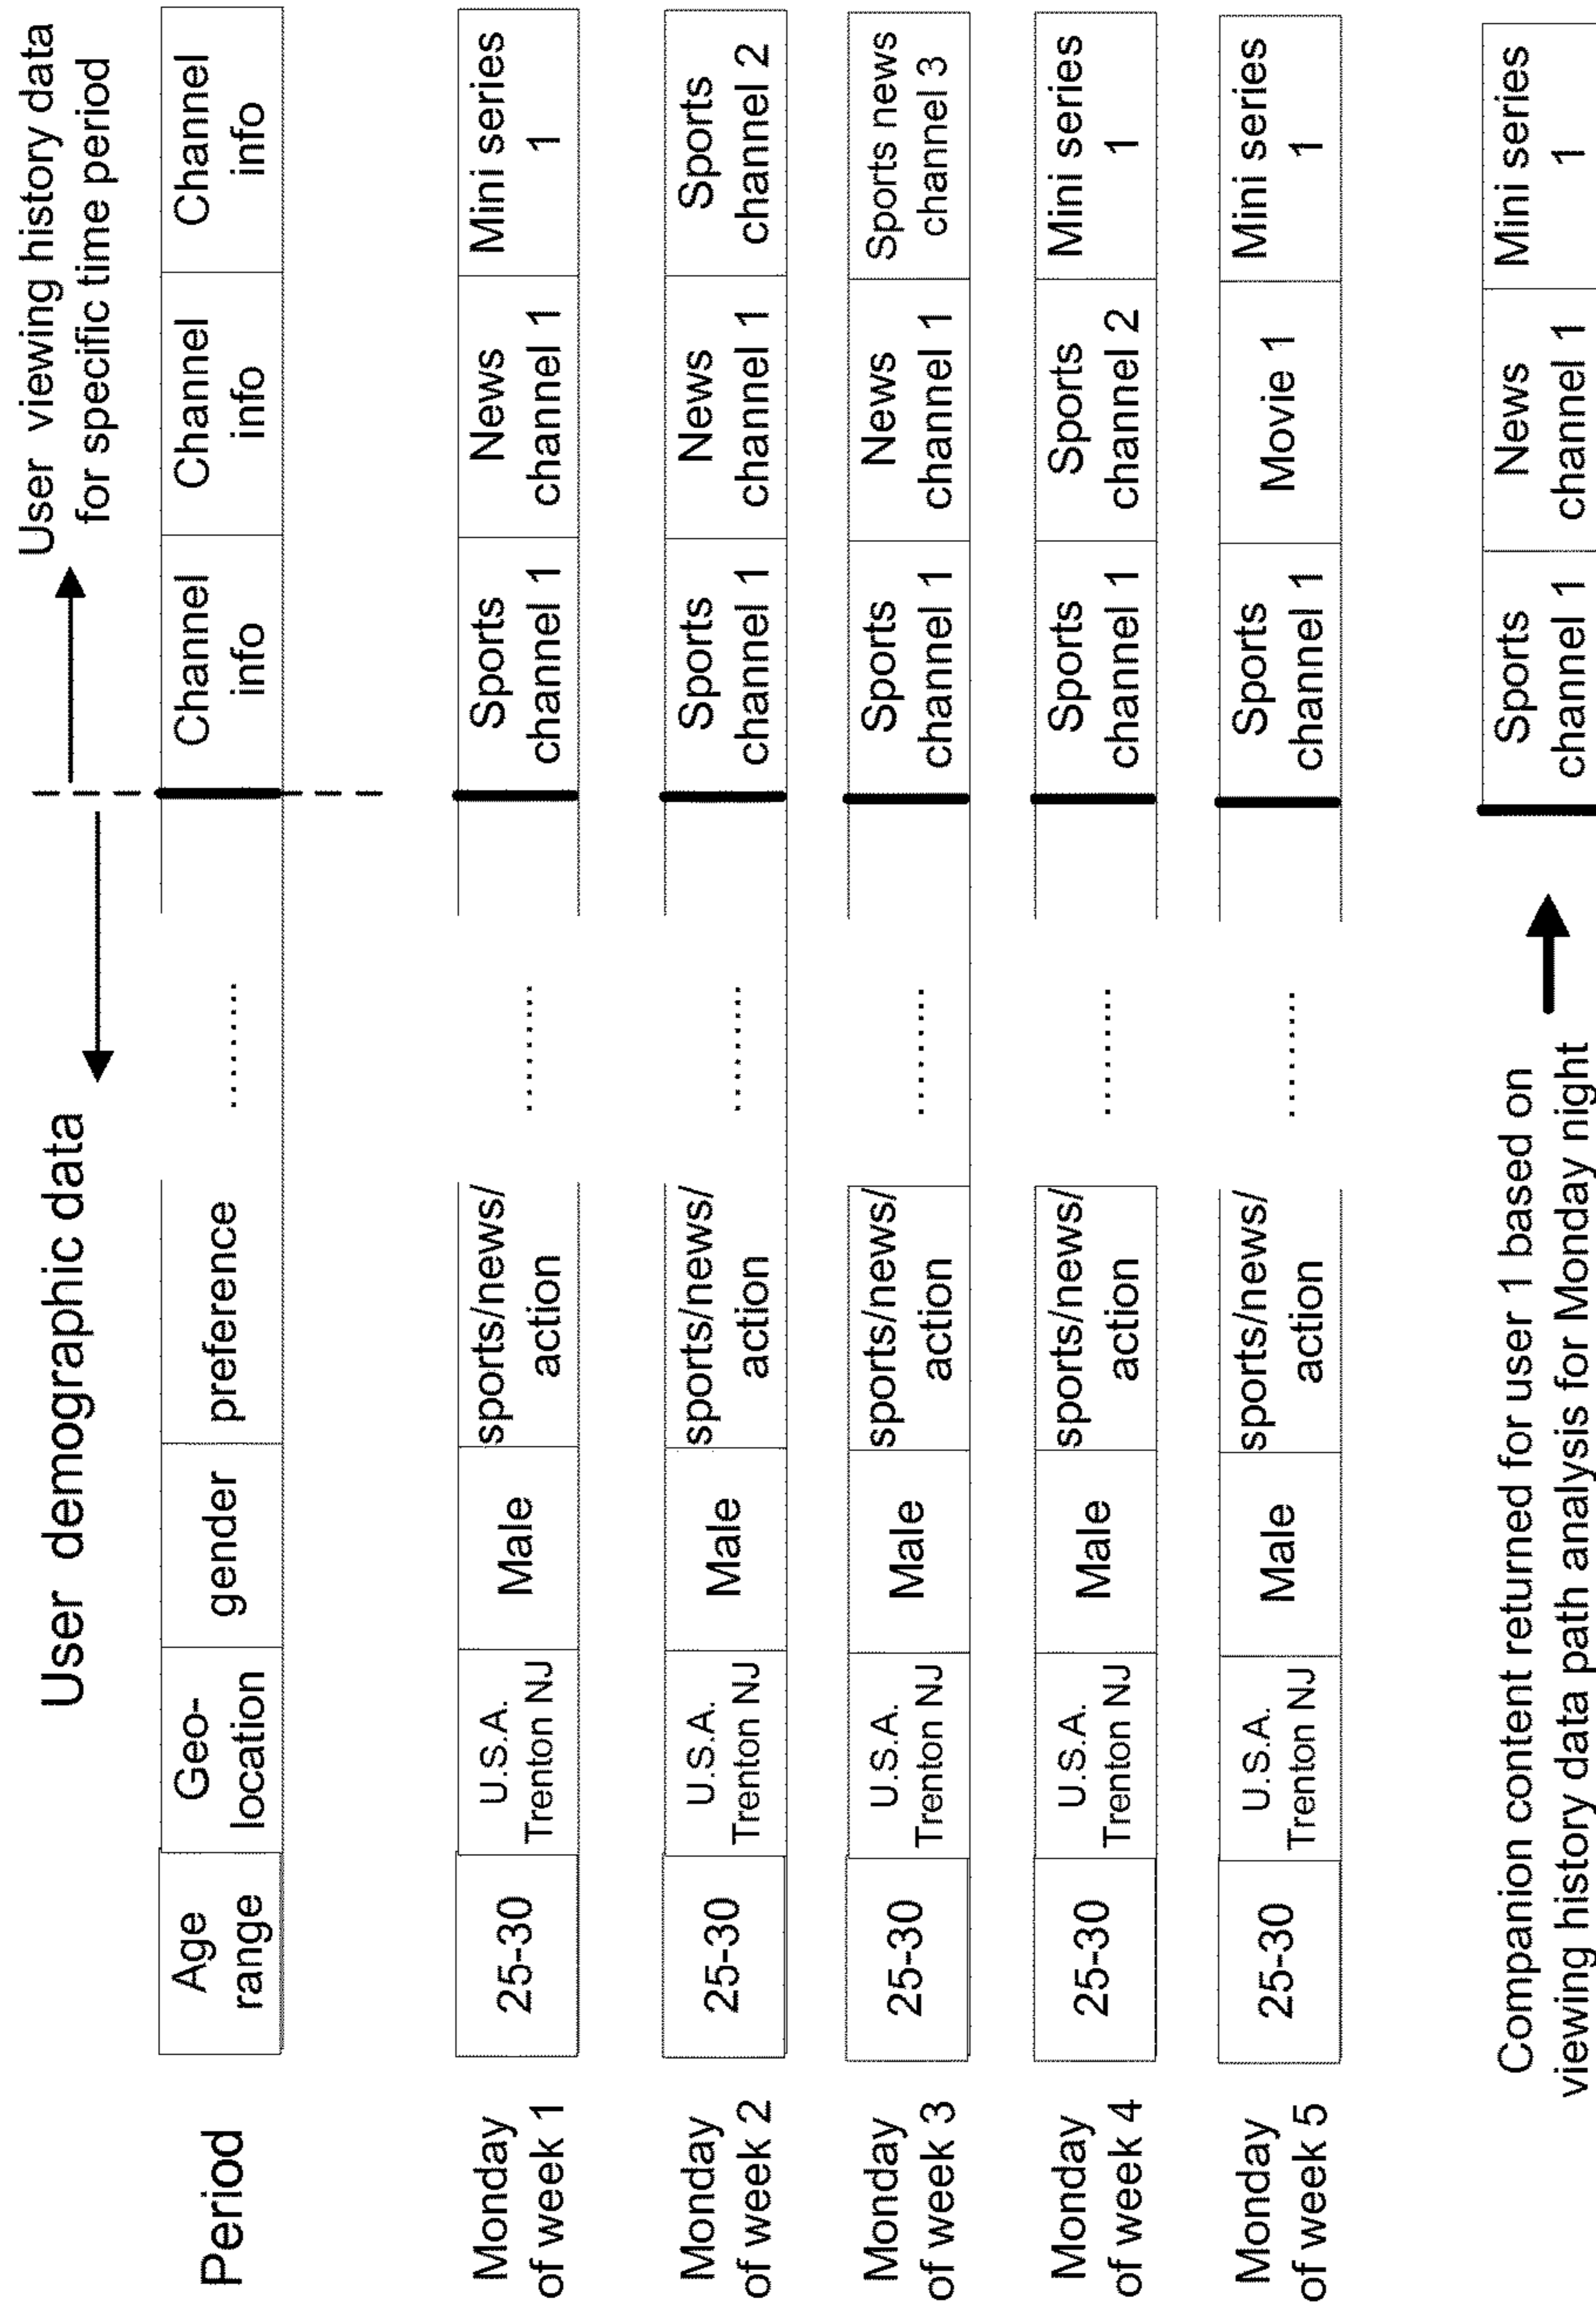 User demographic data
User viewing history data
for specific time period
Period
Age
range
Geo-
location
gender
preference
........
Channel
info
Channel
info
Channel
info
Monday
of week 1
25-30
U.S.A.
Trenton NJ
Male
sports/news/
action
........
Sports
channel 1
News
channel 1
Mini series
1
Monday
of week 2
25-30
U.S.A.
Trenton NJ
Male
sports/news/
action
........
Sports
channel 1
News
channel 1
Sports
channel 2
Monday
of week 3
25-30
U.S.A.
Trenton NJ
Male
sports/news/
action
........
Sports
channel 1
News
channel 1
Sports news
channel 3
Monday
of week 4
25-30
U.S.A.
Trenton NJ
Male
sports/news/
action
........
Sports
channel 1
Sports
channel 2
Mini series
1
Monday
of week 5
25-30
U.S.A.
Trenton NJ
Male
sports/news/
action
........
Sports
channel 1
Movie 1
Mini series
1
Companion content returned for user 1 based on
viewing history data path analysis for Monday night
Sports
channel 1
News
channel 1
Mini series
1